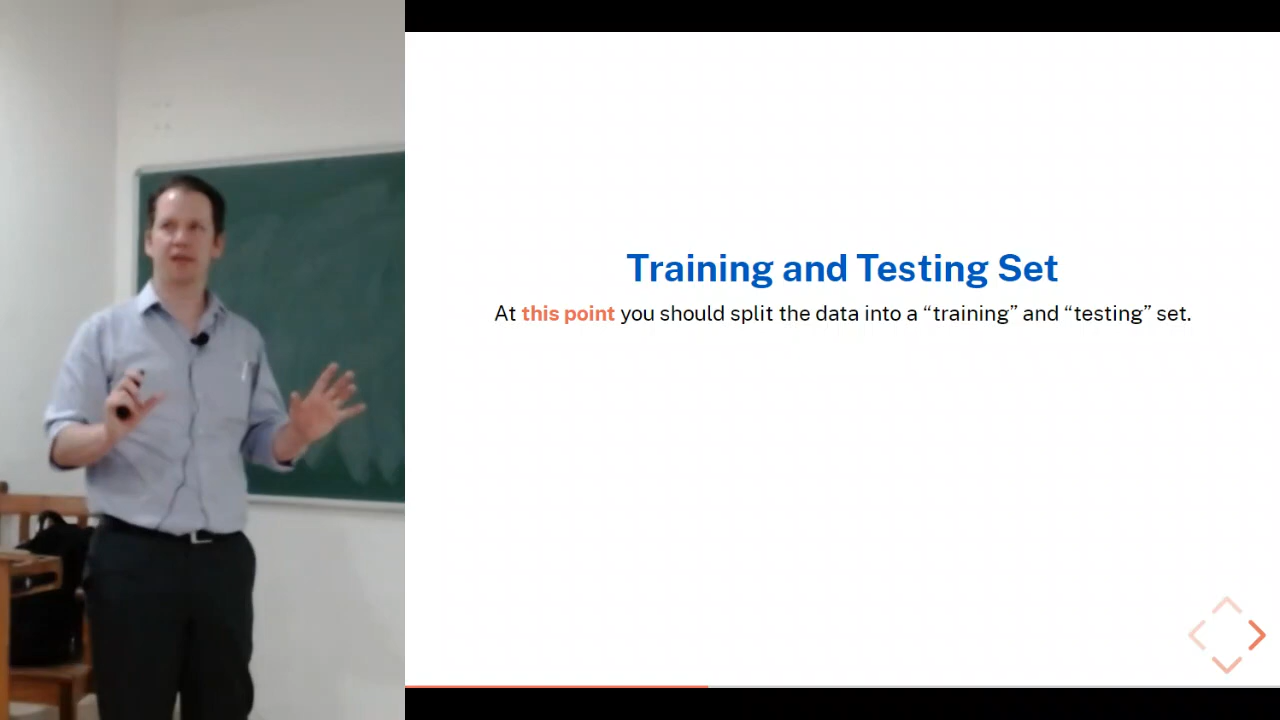 Training and Testing Set
At this point you should split the data into a “training” and “testing” set.